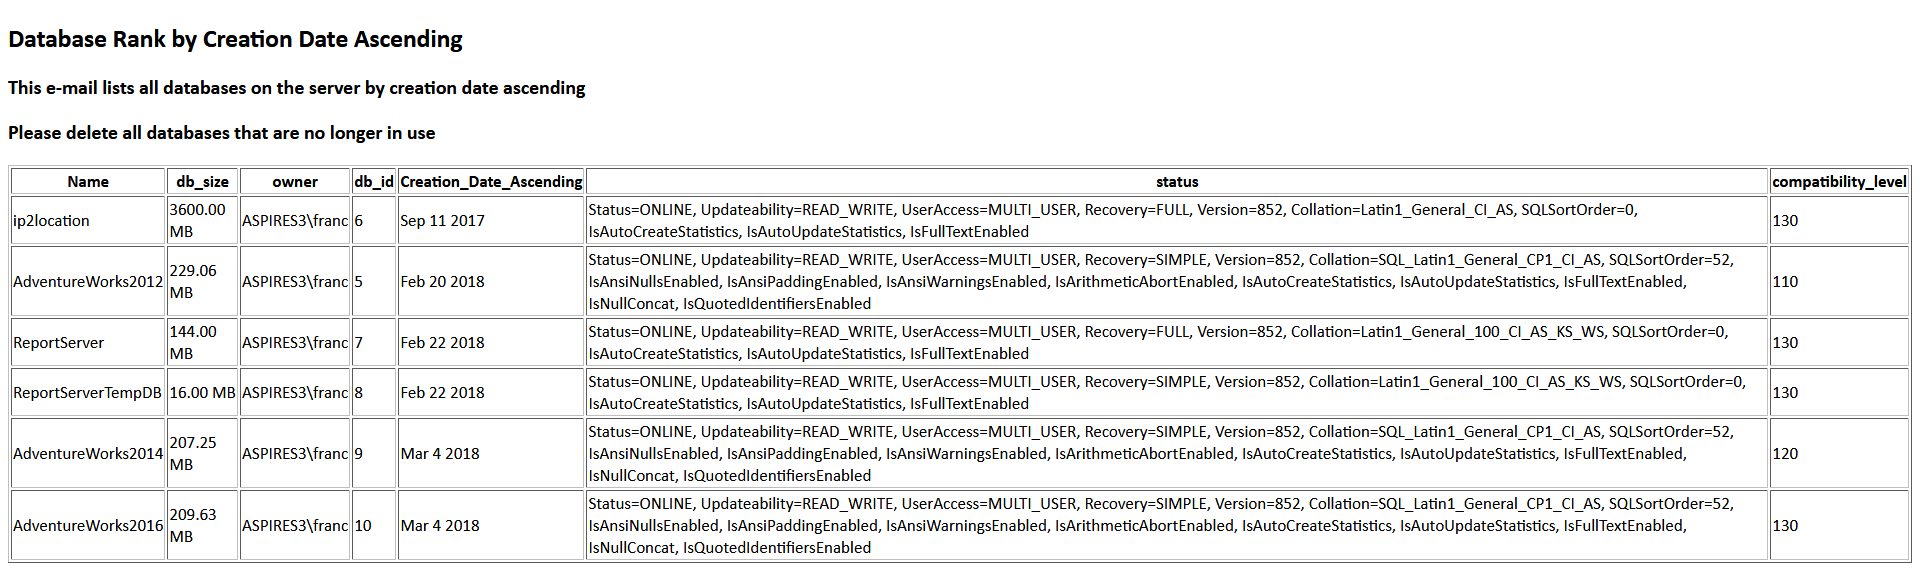 Database Rank by Creation Date Ascending
This e-mail lists all databases on the server by creation date ascending
Please delete all databases that are no longer in use
Name db_size owner db_id Creation_Date_Ascending status compatibility_level
ip2location 3600.00 MB ASPIRES3\franc 6 Sep 11 2017 Status=ONLINE, Updateability=READ_WRITE, UserAccess=MULTI_USER, Recovery=FULL, Version=852, Collation=Latin1_General_CI_AS, SQLSortOrder=0,
IsAutoCreateStatistics, IsAutoUpdateStatistics, IsFullTextEnabled 130
AdventureWorks2012 229.06 MB ASPIRES3\franc 5 Feb 20 2018 Status=ONLINE, Updateability=READ_WRITE, UserAccess=MULTI_USER, Recovery=SIMPLE, Version=852, Collation=SQL_Latin1_General_CP1_CI_AS, SQLSortOrder=52,
IsAnsiNullsEnabled, IsAnsiPaddingEnabled, IsAnsiWarningsEnabled, IsArithmeticAbortEnabled, IsAutoCreateStatistics, IsAutoUpdateStatistics, IsFullTextEnabled,
IsNullConcat, IsQuotedIdentifiersEnabled 110
ReportServer 144.00 MB ASPIRES3\franc 7 Feb 22 2018 Status=ONLINE, Updateability=READ_WRITE, UserAccess=MULTI_USER, Recovery=FULL, Version=852, Collation=Latin1_General_100_CI_AS_KS_WS, SQLSortOrder=0,
IsAutoCreateStatistics, IsAutoUpdateStatistics, IsFullTextEnabled 130
ReportServerTempDB 16.00 MB ASPIRES3\franc 8 Feb 22 2018 Status=ONLINE, Updateability=READ_WRITE, UserAccess=MULTI_USER, Recovery=SIMPLE, Version=852, Collation=Latin1_General_100_CI_AS_KS_WS, SQLSortOrder=0,
IsAutoCreateStatistics, IsAutoUpdateStatistics, IsFullTextEnabled 130
AdventureWorks2014 207.25 MB ASPIRES3\franc 9 Mar 4 2018 Status=ONLINE, Updateability=READ_WRITE, UserAccess=MULTI_USER, Recovery=SIMPLE, Version=852, Collation=SQL_Latin1_General_CP1_CI_AS, SQLSortOrder=52,
IsAnsiNullsEnabled, IsAnsiPaddingEnabled, IsAnsiWarningsEnabled, IsArithmeticAbortEnabled, IsAutoCreateStatistics, IsAutoUpdateStatistics, IsFullTextEnabled,
IsNullConcat, IsQuotedIdentifiersEnabled 120
AdventureWorks2016 209.63 MB ASPIRES3\franc 10 Mar 4 2018 Status=ONLINE, Updateability=READ_WRITE, UserAccess=MULTI_USER, Recovery=SIMPLE, Version=852, Collation=SQL_Latin1_General_CP1_CI_AS, SQLSortOrder=52,
IsAnsiNullsEnabled, IsAnsiPaddingEnabled, IsAnsiWarningsEnabled, IsArithmeticAbortEnabled, IsAutoCreateStatistics, IsAutoUpdateStatistics, IsFullTextEnabled,
IsNullConcat, IsQuotedIdentifiersEnabled 130